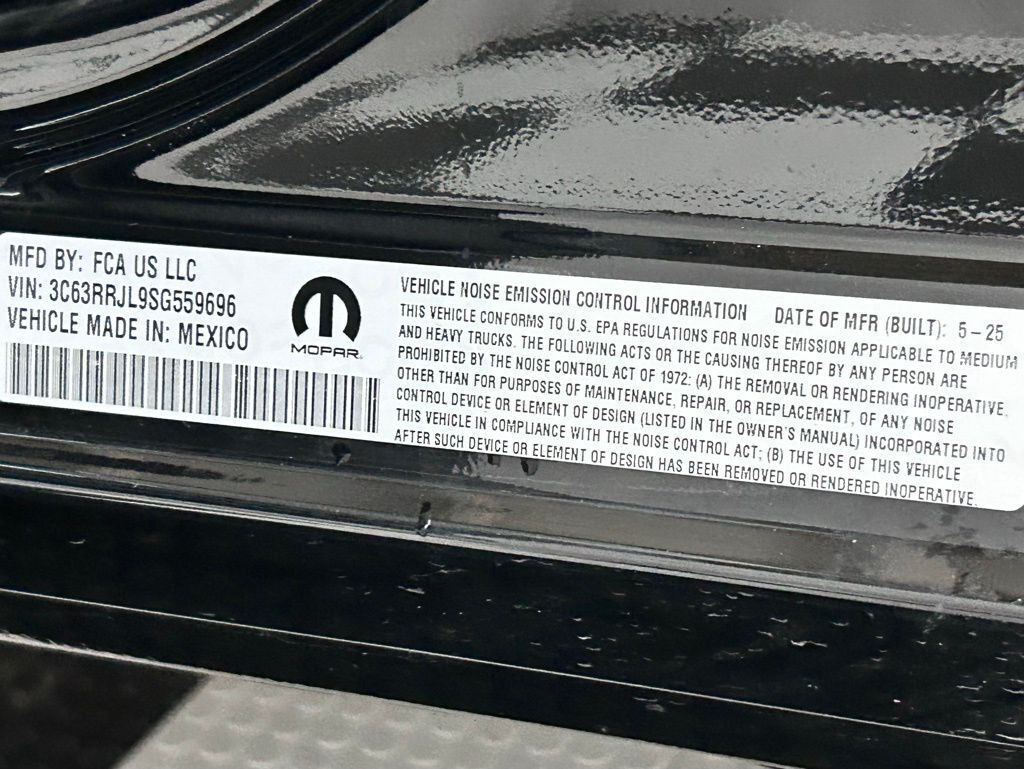 MFD BY: FCA US LLC
VIN: 3C63RRJL9SG559696
VEHICLE MADE IN: MEXICO
MOPAR
VEHICLE NOISE EMISSION CONTROL INFORMATION DATE OF MFR (BUILT): 5-25
THIS VEHICLE CONFORMS TO U.S. EPA REGULATIONS FOR NOISE EMISSION APPLICABLE TO MEDIUM
AND HEAVY TRUCKS. THE FOLLOWING ACTS OR THE CAUSING THEREOF BY ANY PERSON ARE
PROHIBITED BY THE NOISE CONTROL ACT OF 1972: (A) THE REMOVAL OR RENDERING INOPERATIVE,
OTHER THAN FOR PURPOSES OF MAINTENANCE, REPAIR, OR REPLACEMENT, OF ANY NOISE
CONTROL DEVICE OR ELEMENT OF DESIGN (LISTED IN THE OWNER'S MANUAL) INCORPORATED INTO
THIS VEHICLE IN COMPLIANCE WITH THE NOISE CONTROL ACT; (B) THE USE OF THIS VEHICLE
AFTER SUCH DEVICE OR ELEMENT OF DESIGN HAS BEEN REMOVED OR RENDERED INOPERATIVE.